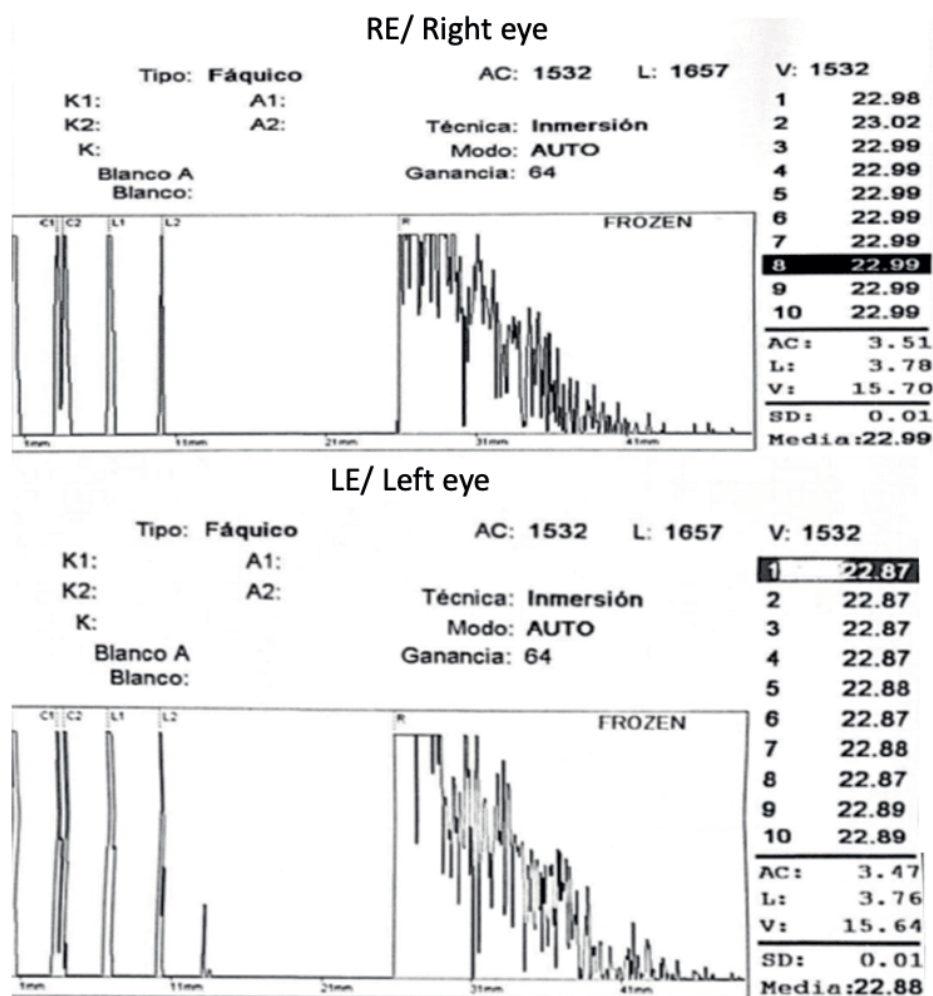 RE/ Right eye
Tipo: Fáquico AC: 1532 L: 1657 V: 1532
K1: A1:
K2: A2: Técnica: Inmersión
K: Modo: AUTO
Blanco A Ganancia: 64
Blanco:
1 22.98
2 23.02
3 22.99
4 22.99
5 22.99
6 22.99
7 22.99
8 22.99
9 22.99
10 22.99
AC: 3.51
L: 3.78
V: 15.70
SD: 0.01
Media:22.99
C1 C2 L1 L2 R FROZEN
1mm 11mm 21mm 31mm 41mm
LE/ Left eye
Tipo: Fáquico AC: 1532 L: 1657 V: 1532
K1: A1:
K2: A2: Técnica: Inmersión
K: Modo: AUTO
Blanco A Ganancia: 64
Blanco:
1 22.87
2 22.87
3 22.87
4 22.87
5 22.88
6 22.87
7 22.88
8 22.87
9 22.89
10 22.89
AC: 3.47
L: 3.76
V: 15.64
SD: 0.01
Media:22.88
C1 C2 L1 L2 R FROZEN
1mm 11mm 21mm 31mm 41mm